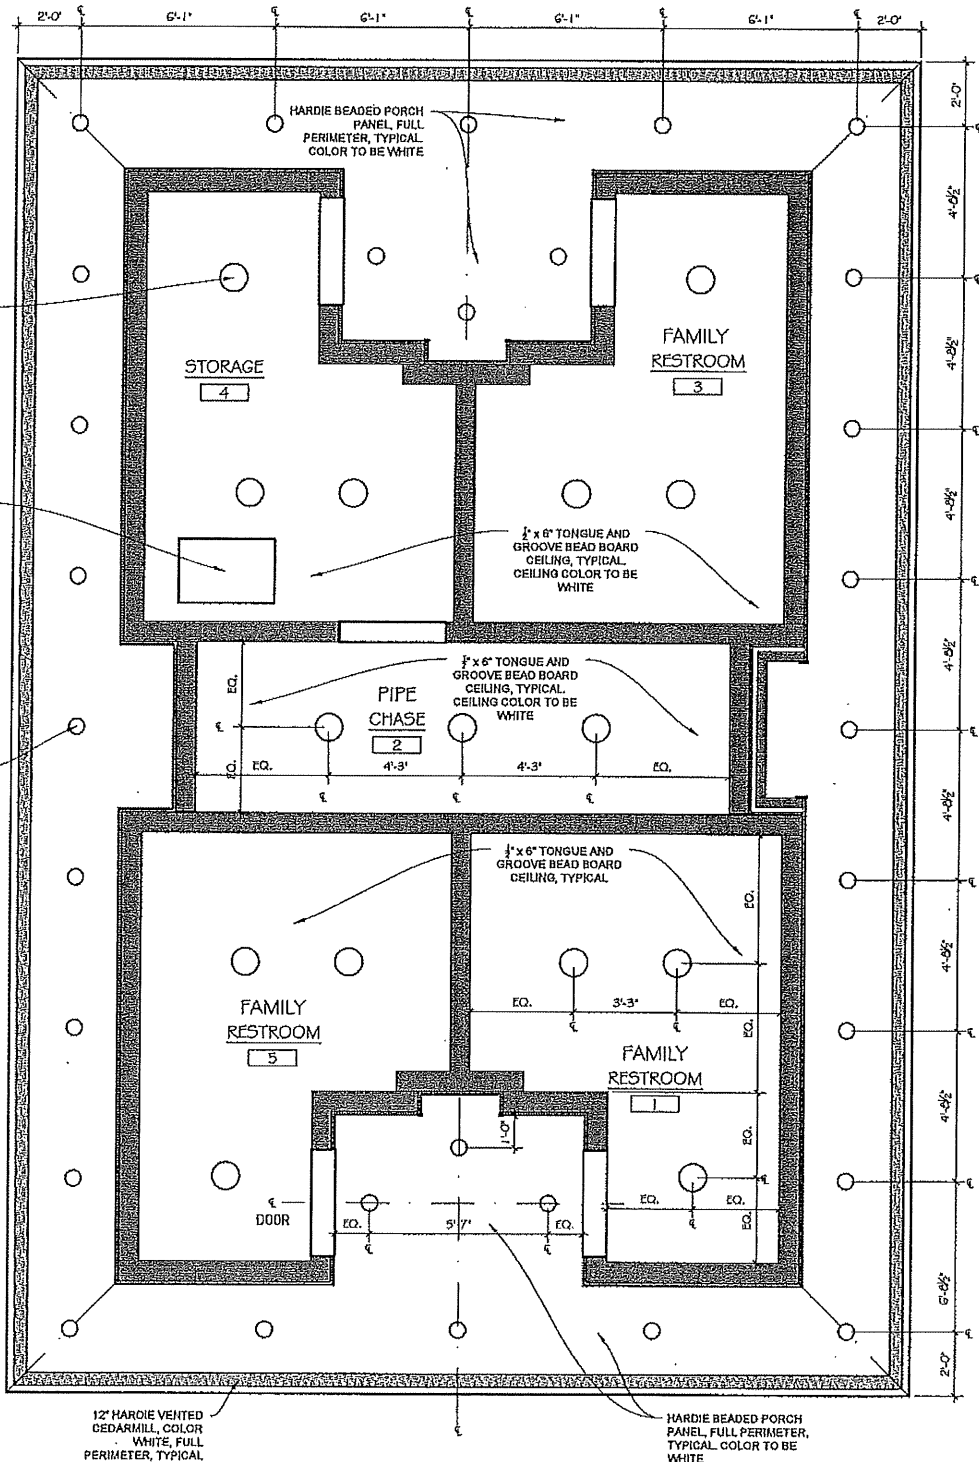 2'-0"
6'-1"
6'-1"
6'-1"
6'-1"
2'-0"
HARDIE BEADED PORCH
PANEL, FULL
PERIMETER, TYPICAL
COLOR TO BE WHITE
2'-0"
4'-8½"
4'-8½"
4'-8½"
4'-8½"
4'-8½"
4'-8½"
4'-8½"
6'-8½"
2'-0"
STORAGE
4
FAMILY
RESTROOM
3
½" x 6" TONGUE AND
GROOVE BEAD BOARD
CEILING, TYPICAL.
CEILING COLOR TO BE
WHITE
½" x 6" TONGUE AND
GROOVE BEAD BOARD
CEILING, TYPICAL.
CEILING COLOR TO BE
WHITE
PIPE
CHASE
2
EQ.
EQ.
EQ.
4'-3"
4'-3"
EQ.
½" x 6" TONGUE AND
GROOVE BEAD BOARD
CEILING, TYPICAL
EQ.
EQ.
3'-3"
EQ.
EQ.
FAMILY
RESTROOM
5
FAMILY
RESTROOM
1
1'-0"
EQ.
EQ.
EQ.
EQ.
DOOR
EQ.
5'-7"
EQ.
12" HARDIE VENTED
CEDARMILL, COLOR
WHITE, FULL
PERIMETER, TYPICAL
HARDIE BEADED PORCH
PANEL, FULL PERIMETER,
TYPICAL COLOR TO BE
WHITE